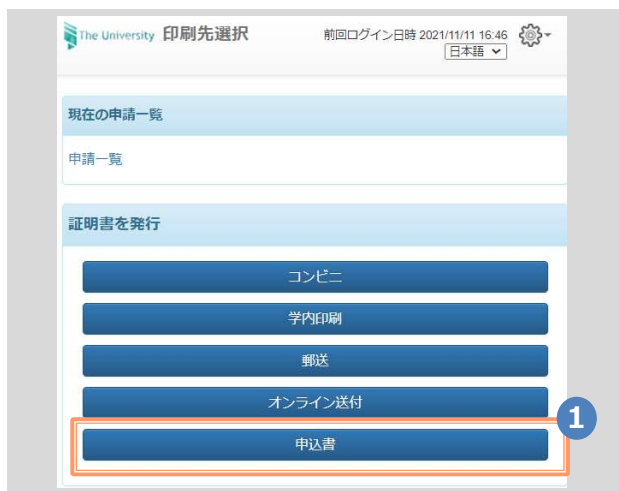 The University 印刷先選択
前回ログイン日時 2021/11/11 16:46
日本語
現在の申請一覧
申請一覧
証明書を発行
コンビニ
学内印刷
郵送
オンライン送付
1
申込書